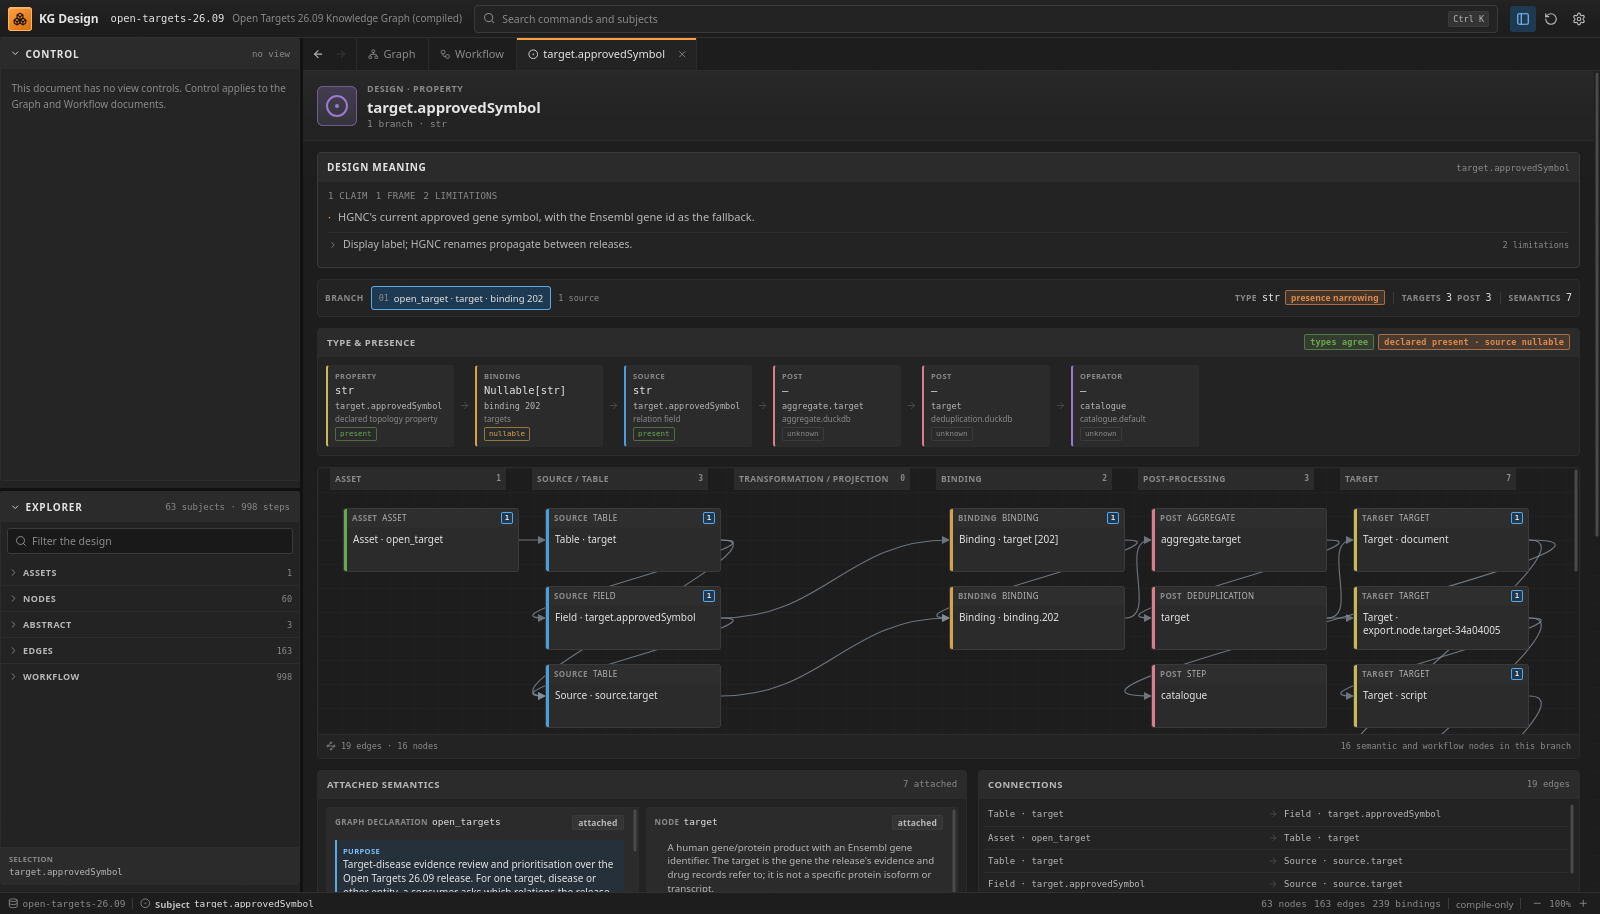 KG Design open-targets-26.09 Open Targets 26.09 Knowledge Graph (compiled) Search commands and subjects Ctrl K
CONTROL no view
This document has no view controls. Control applies to the
Graph and Workflow documents.
Graph Workflow target.approvedSymbol
DESIGN · PROPERTY
target.approvedSymbol
1 branch · str
DESIGN MEANING target.approvedSymbol
1 CLAIM 1 FRAME 2 LIMITATIONS
· HGNC's current approved gene symbol, with the Ensembl gene id as the fallback.
Display label; HGNC renames propagate between releases. 2 limitations
BRANCH 01 open_target · target · binding 202 1 source TYPE str presence narrowing TARGETS 3 POST 3 SEMANTICS 7
TYPE & PRESENCE types agree declared present · source nullable
PROPERTY
str
target.approvedSymbol
declared topology property
present
BINDING
Nullable[str]
binding 202
targets
nullable
SOURCE
str
target.approvedSymbol
relation field
present
POST
—
aggregate.target
aggregate.duckdb
unknown
POST
—
target
deduplication.duckdb
unknown
OPERATOR
—
catalogue
catalogue.default
unknown
ASSET 1 SOURCE / TABLE 3 TRANSFORMATION / PROJECTION 0 BINDING 2 POST-PROCESSING 3 TARGET 7
ASSET ASSET 1
Asset · open_target
SOURCE TABLE 1
Table · target
SOURCE FIELD 1
Field · target.approvedSymbol
SOURCE TABLE
Source · source.target
BINDING BINDING 1
Binding · target [202]
BINDING BINDING
Binding · binding.202
POST AGGREGATE
aggregate.target
POST DEDUPLICATION
target
POST STEP
catalogue
TARGET TARGET 1
Target · document
TARGET TARGET 1
Target ·
export.node.target-34a04005
TARGET TARGET 1
Target · script
19 edges · 16 nodes 16 semantic and workflow nodes in this branch
EXPLORER 63 subjects · 998 steps
Filter the design
ASSETS 1
NODES 60
ABSTRACT 3
EDGES 163
WORKFLOW 998
SELECTION
target.approvedSymbol
ATTACHED SEMANTICS 7 attached
GRAPH DECLARATION open_targets attached
PURPOSE
Target-disease evidence review and prioritisation over the
Open Targets 26.09 release. For one target, disease or
other entity, a consumer asks which relations the release
NODE target attached
A human gene/protein product with an Ensembl gene
identifier. The target is the gene the release's evidence and
drug records refer to; it is not a specific protein isoform or
transcript.
CONNECTIONS 19 edges
Table · target Field · target.approvedSymbol
Asset · open_target Table · target
Table · target Source · source.target
Field · target.approvedSymbol Source · source.target
open-targets-26.09 Subject target.approvedSymbol 63 nodes 163 edges 239 bindings compile-only 100%